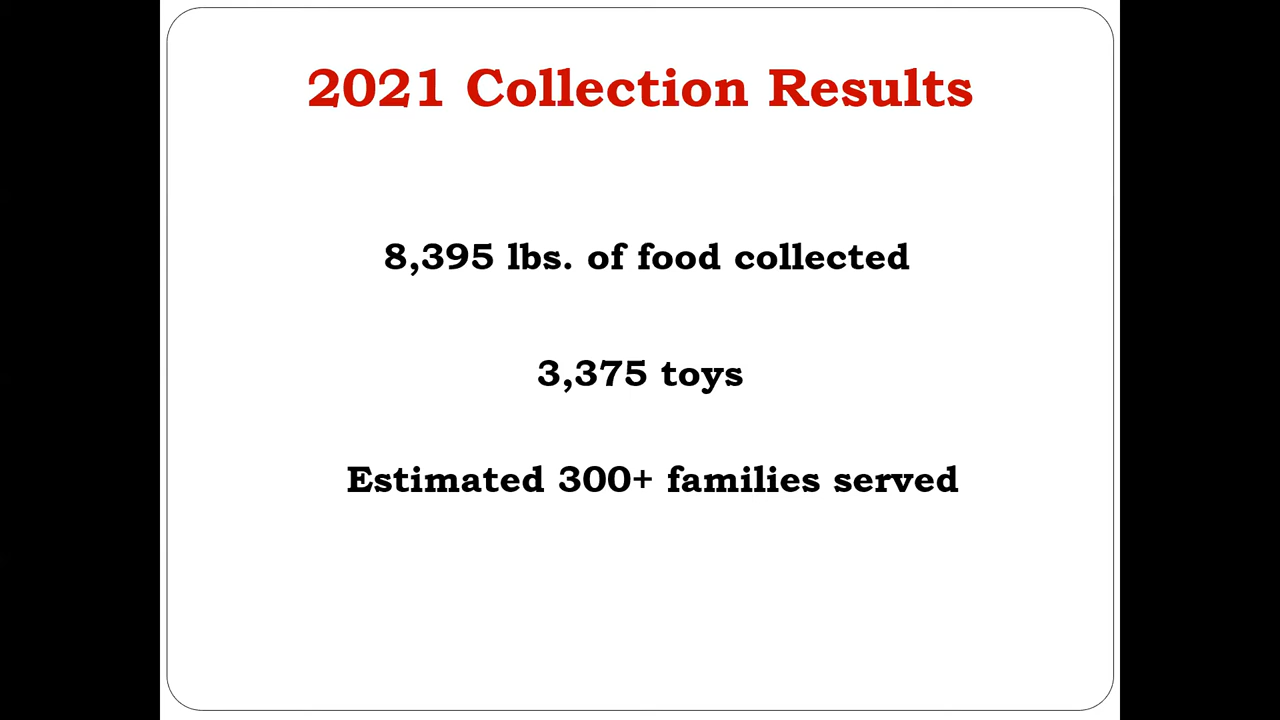 2021 Collection Results
8,395 lbs. of food collected
3,375 toys
Estimated 300+ families served